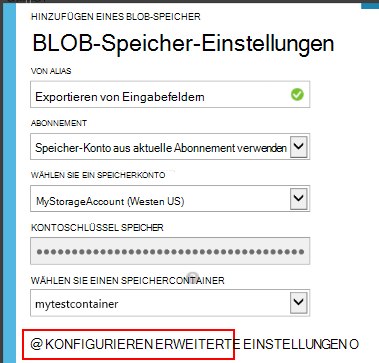 HINZUFÜGEN EINES BLOB-SPEICHER
BLOB-Speicher-Einstellungen
VON ALIAS
Exportieren von Eingabefeldern
ABONNEMENT
Speicher-Konto aus aktuelle Abonnement verwenden
WÄHLEN SIE EIN SPEICHERKONTO
MyStorageAccount (Westen US)
KONTOSCHLÜSSEL SPEICHER
WÄHLEN SIE EINEN SPEICHERCONTAINER
mytestcontainer
@ KONFIGURIEREN ERWEITERTE EINSTELLUNGEN O